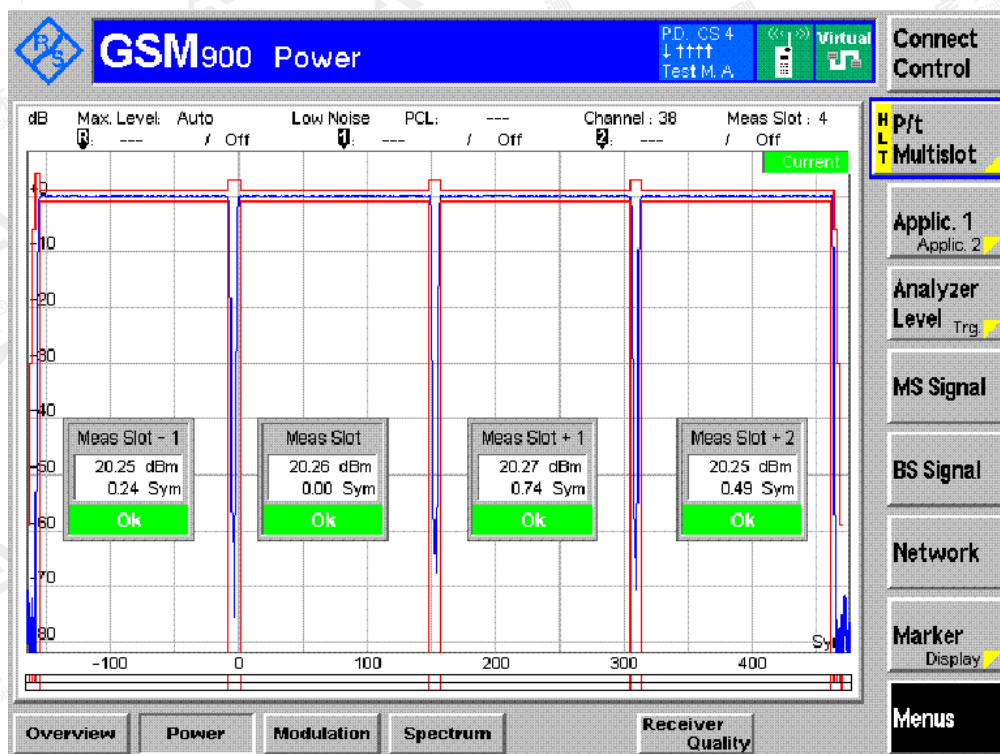 R/S
GSM900 Power
P.D. CS 4
↓↑↑↑↑
Test M. A
Virtual
Connect
Control
dB Max. Level: Auto Low Noise PCL: --- Channel : 38 Meas Slot : 4
R: --- / Off 1: --- / Off 2: --- / Off
H L T
P/t
Multislot
Current
+0
-10
-20
-30
-40
-50
-60
-70
-80
Meas Slot - 1
20.25 dBm
0.24 Sym
Ok
Meas Slot
20.26 dBm
0.00 Sym
Ok
Meas Slot + 1
20.27 dBm
0.74 Sym
Ok
Meas Slot + 2
20.25 dBm
0.49 Sym
Ok
-100 0 100 200 300 400
Applic. 1
Applic. 2
Analyzer
Level Trg.
MS Signal
BS Signal
Network
Marker
Display
Menus
Overview Power Modulation Spectrum Receiver Quality